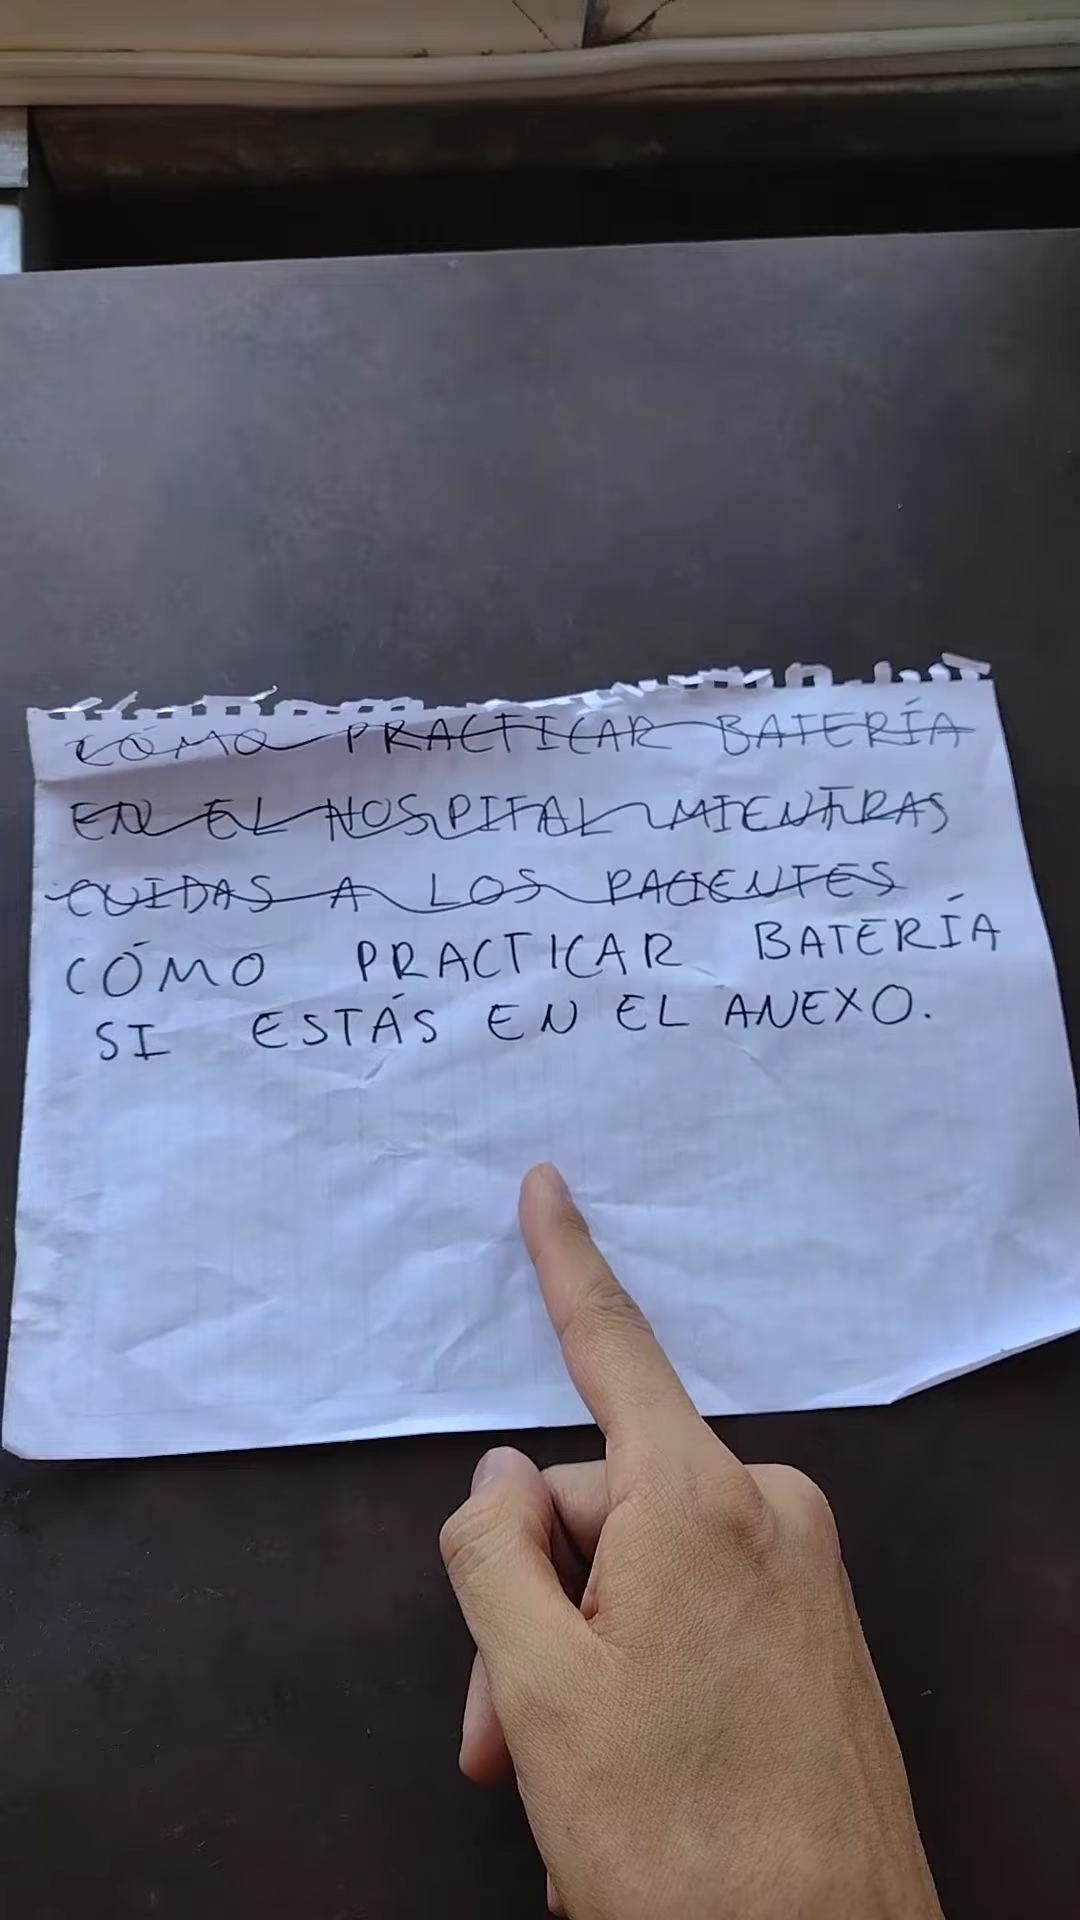 CÓMO PRACTICAR BATERÍA
EN EL HOSPITAL MIENTRAS
CUIDAS A LOS PACIENTES
CÓMO PRACTICAR BATERÍA
SI ESTÁS EN EL ANEXO.